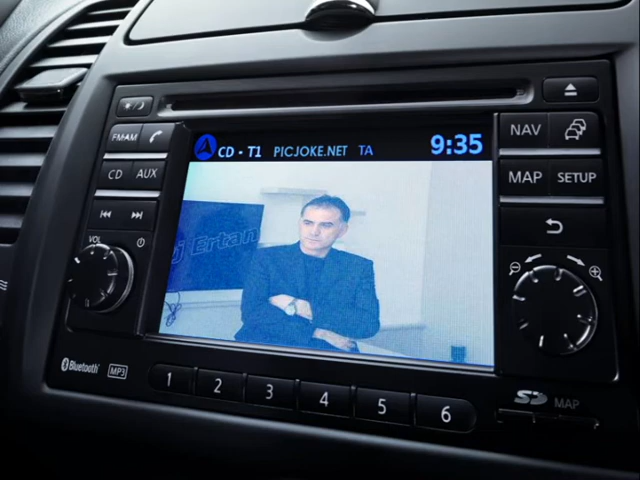 CD - T1 PICJOKE.NET TA 9:35
FM•AM
CD AUX
VOL
NAV
MAP SETUP
j Ertan
Bluetooth MP3
1 2 3 4 5 6
SD MAP